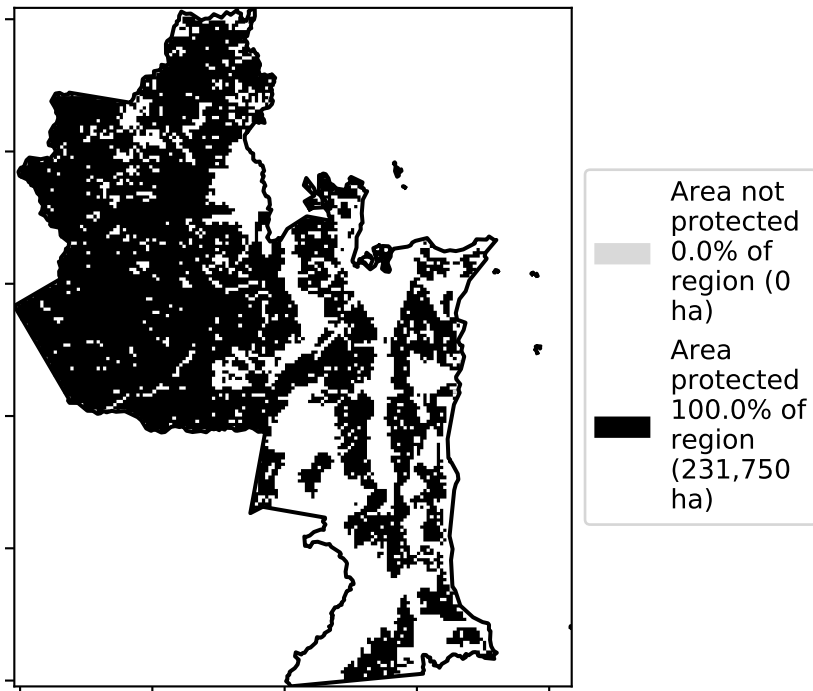 Area not
protected
0.0% of
region (0
ha)
Area
protected
100.0% of
region
(231,750
ha)